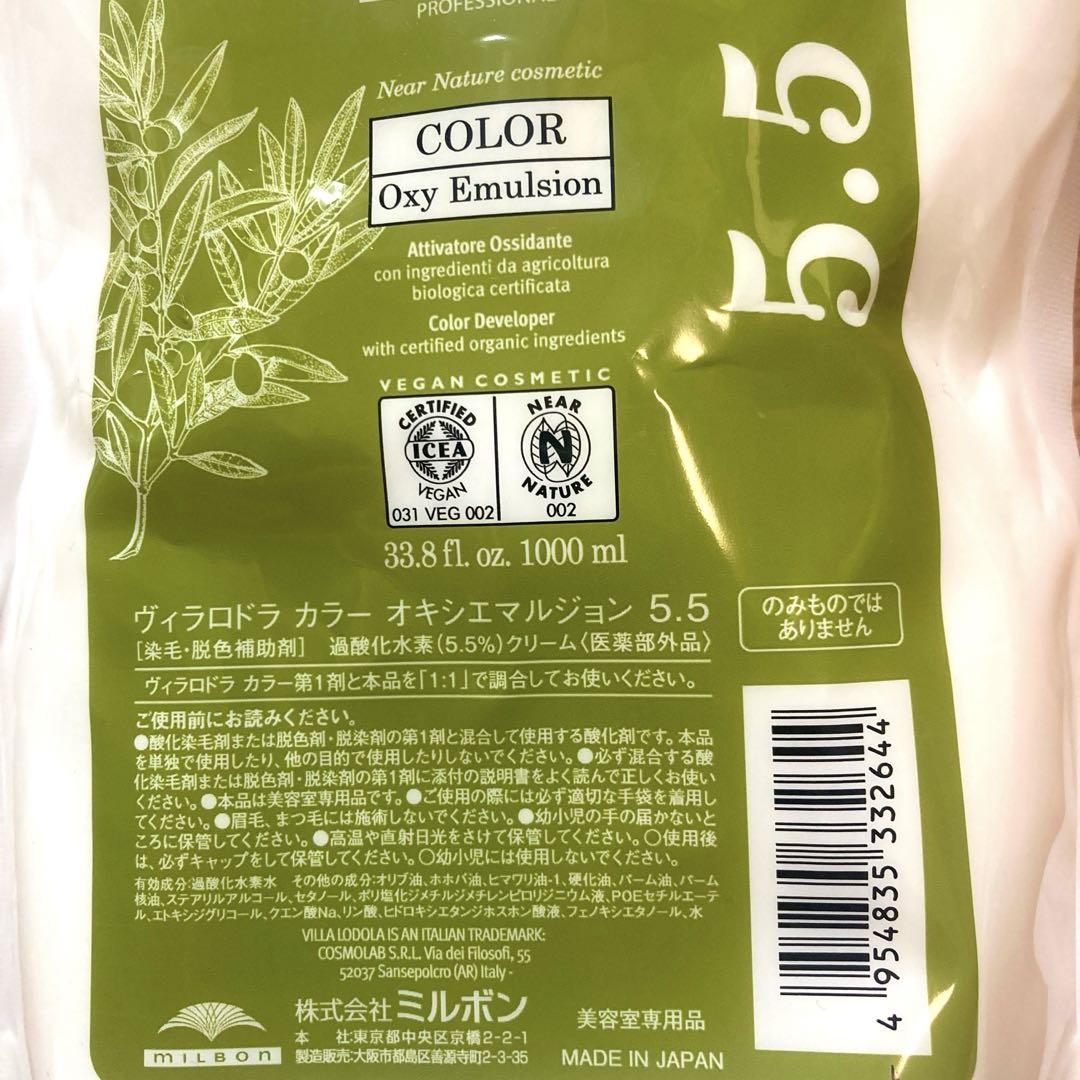 PROFESSIONAL
Near Nature cosmetic
COLOR
Oxy Emulsion
5.5
Attivatore Ossidante
con ingredienti da agricoltura
biologica certificata
Color Developer
with certified organic ingredients
VEGAN COSMETIC
CERTIFIED
ICEA
VEGAN
031 VEG 002
NEAR
N
NATURE
002
33.8 fl. oz. 1000 ml
ヴィラロドラ カラー オキシエマルジョン 5.5
[染毛・脱色補助剤] 過酸化水素(5.5%)クリーム〈医薬部外品〉
のみものでは
ありません
ヴィラロドラ カラー第1剤と本品を「1:1」で調合してお使いください。
ご使用前にお読みください。
●酸化染毛剤または脱色剤・脱染剤の第1剤と混合して使用する酸化剤です。本品
を単独で使用したり、他の目的で使用したりしないでください。●必ず混合する酸
化染毛剤または脱色剤・脱染剤の第1剤に添付の説明書をよく読んで正しくお使い
ください。●本品は美容室専用品です。●ご使用の際には必ず適切な手袋を着用し
てください。●眉毛、まつ毛には施術しないでください。●幼小児の手の届かないと
ころに保管してください。●高温や直射日光をさけて保管してください。○使用後
は、必ずキャップをして保管してください。○幼小児には使用しないでください。
有効成分:過酸化水素水 その他の成分:オリブ油、ホホバ油、ヒマワリ油-1、硬化油、パーム油、パーム
核油、ステアリルアルコール、セタノール、ポリ塩化ジメチルジメチレンピロリジニウム液、POEセチルエーテ
ル、エトキシジグリコール、クエン酸Na、リン酸、ヒドロキシエタンジホスホン酸液、フェノキシエタノール、水
VILLA LODOLA IS AN ITALIAN TRADEMARK:
COSMOLAB S.R.L. Via dei Filosofi, 55
52037 Sansepolcro (AR) Italy -
MILBON
株式会社 ミルボン
本 社:東京都中央区京橋2-2-1
製造販売:大阪市都島区善源寺町2-3-35
美容室専用品
MADE IN JAPAN
4 954835 332644